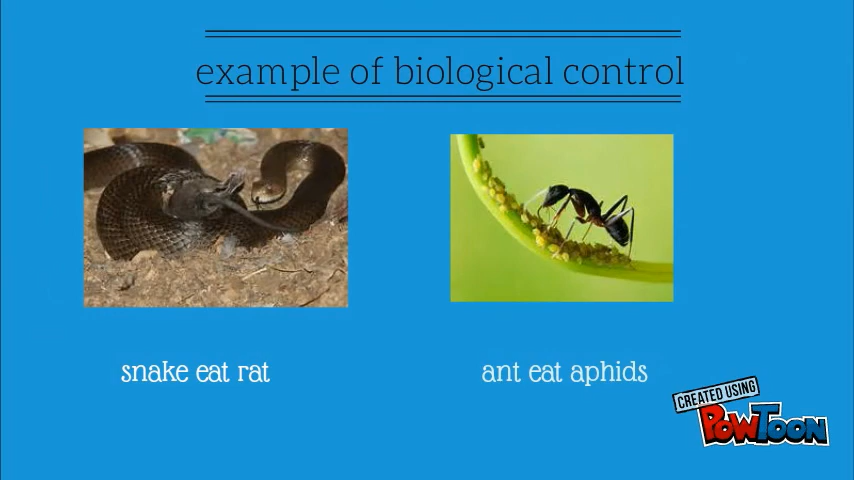 example of biological control
snake eat rat
ant eat aphids
CREATED USING
POWTOON